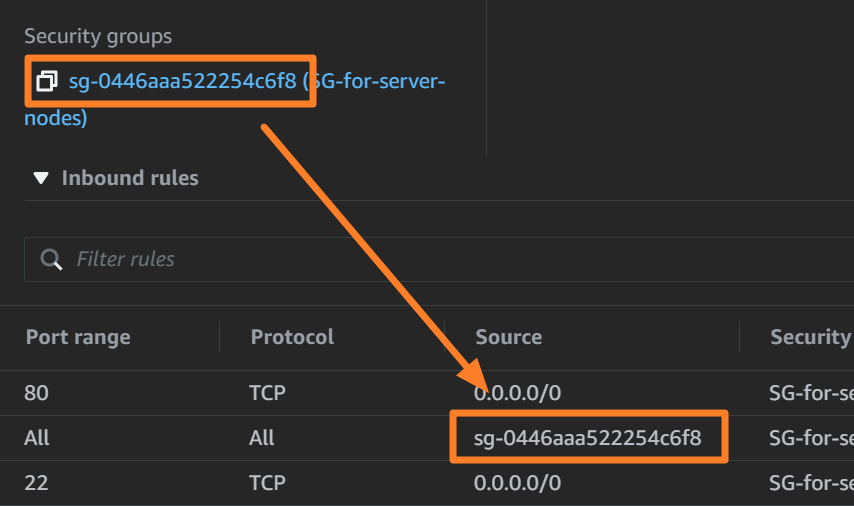 Security groups
sg-0446aaa522254c6f8 (SG-for-server-
nodes)
Inbound rules
Filter rules
Port range Protocol Source Security
80 TCP 0.0.0.0/0 SG-for-se
All All sg-0446aaa522254c6f8 SG-for-se
22 TCP 0.0.0.0/0 SG-for-se